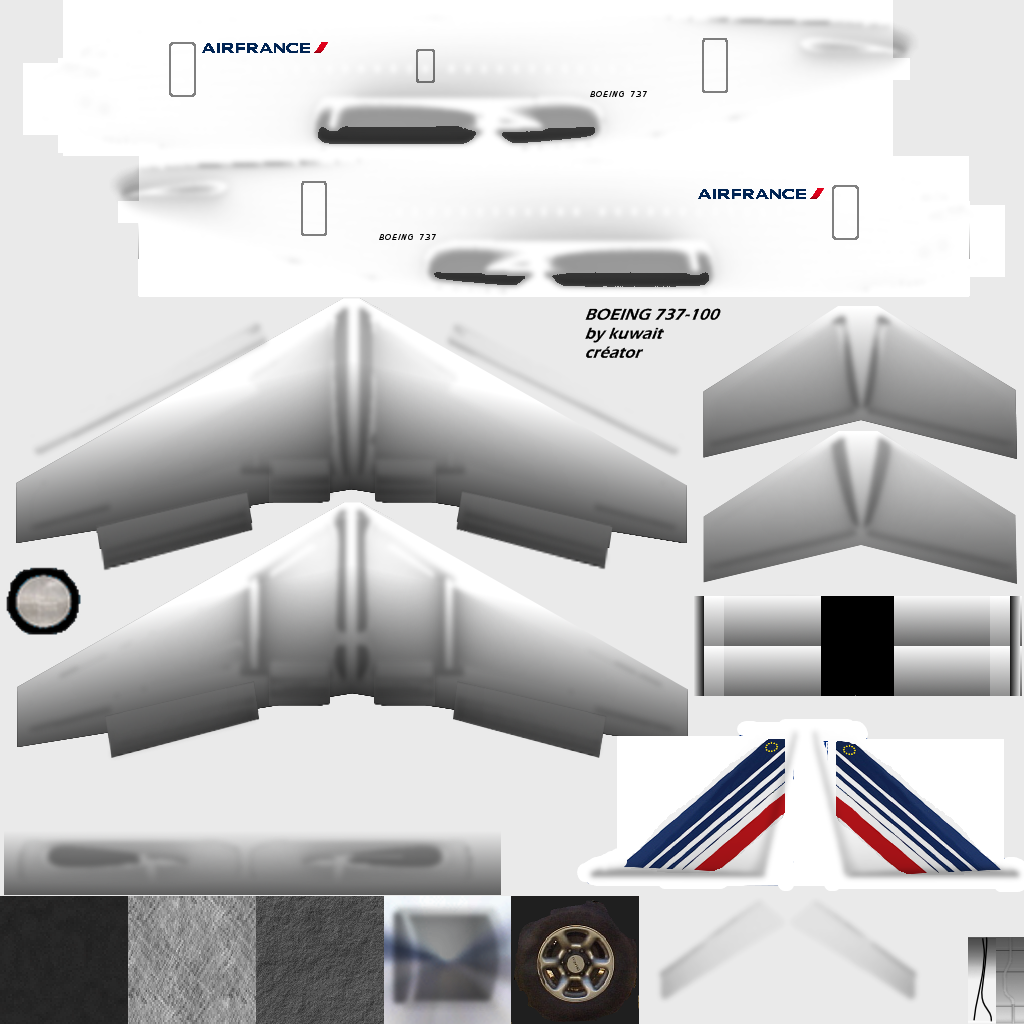 AIRFRANCE
BOEING 737
AIRFRANCE
BOEING 737
BOEING 737-100
by kuwait
créator